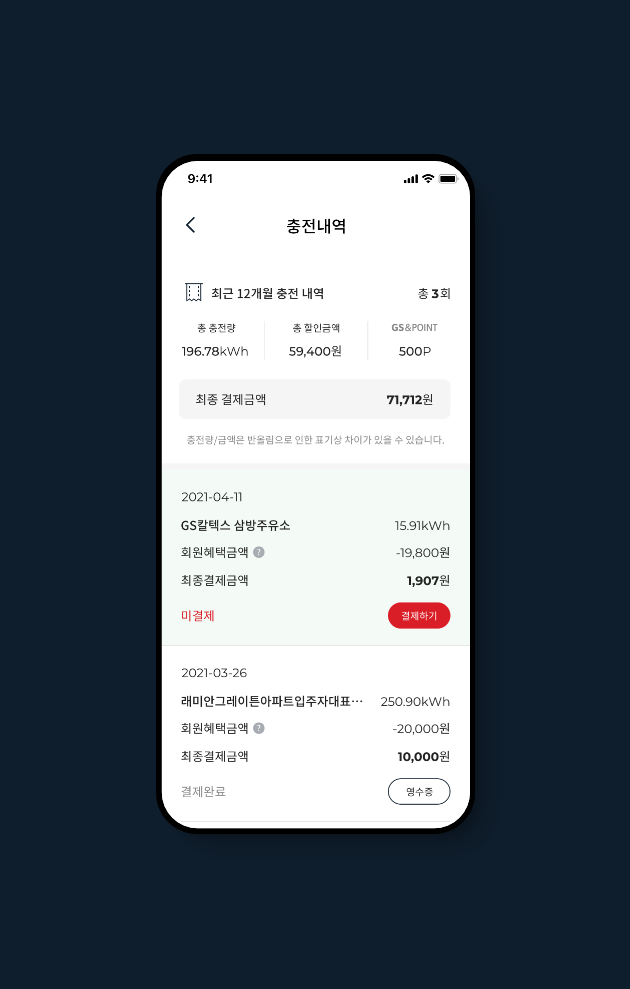 9:41
충전내역
최근 12개월 충전 내역 총 3회
총 충전량 총 할인금액 GS&POINT
196.78kWh 59,400원 500P
최종 결제금액 71,712원
충전량/금액은 반올림으로 인한 표기상 차이가 있을 수 있습니다.
2021-04-11
GS칼텍스 삼방주유소 15.91kWh
회원혜택금액 ? -19,800원
최종결제금액 1,907원
미결제 결제하기
2021-03-26
래미안그레이튼아파트입주자대표⋯ 250.90kWh
회원혜택금액 ? -20,000원
최종결제금액 10,000원
결제완료 영수증